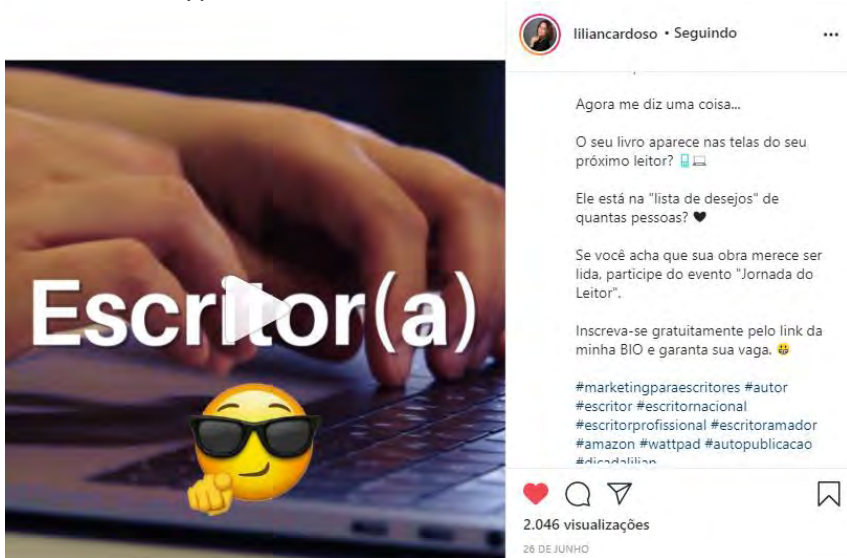 Escritor(a)
liliancardoso • Seguindo
Agora me diz uma coisa...
O seu livro aparece nas telas do seu
próximo leitor? 📱💻
Ele está na "lista de desejos" de
quantas pessoas? 🖤
Se você acha que sua obra merece ser
lida, participe do evento "Jornada do
Leitor".
Inscreva-se gratuitamente pelo link da
minha BIO e garanta sua vaga. 😁
#marketingparaescritores #autor
#escritor #escritornacional
#escritorprofissional #escritoramador
#amazon #wattpad #autopublicacao
#dicadalilian
2.046 visualizações
26 DE JUNHO